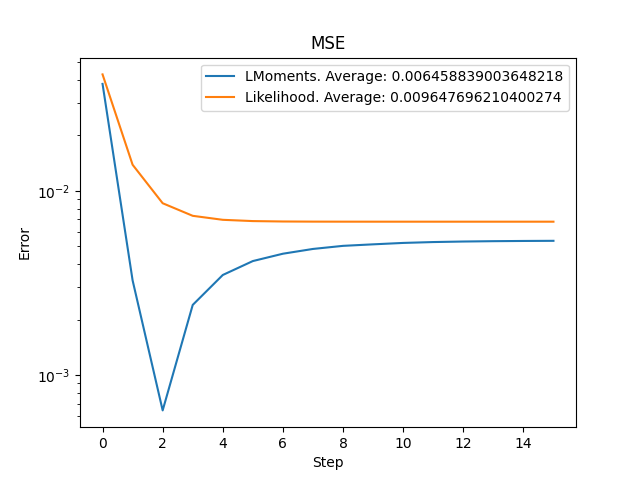 MSE
LMoments. Average: 0.006458839003648218
Likelihood. Average: 0.009647696210400274
10⁻²
10⁻³
Error
0 2 4 6 8 10 12 14
Step